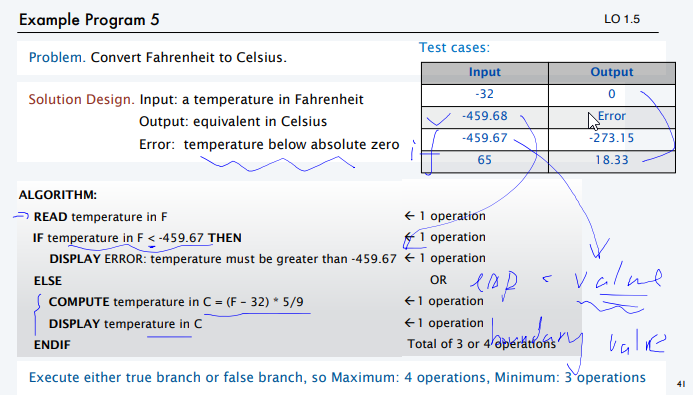 Example Program 5
LO 1.5
Problem. Convert Fahrenheit to Celsius.
Test cases:
Input Output
-32 0
-459.68 Error
-459.67 -273.15
65 18.33
Solution Design. Input: a temperature in Fahrenheit
Output: equivalent in Celsius
Error: temperature below absolute zero
ALGORITHM:
READ temperature in F ← 1 operation
IF temperature in F < -459.67 THEN ← 1 operation
DISPLAY ERROR: temperature must be greater than -459.67 ← 1 operation
ELSE OR
COMPUTE temperature in C = (F – 32) * 5/9 ← 1 operation
DISPLAY temperature in C ← 1 operation
ENDIF Total of 3 or 4 operations
value
boundary value
Execute either true branch or false branch, so Maximum: 4 operations, Minimum: 3 operations
41